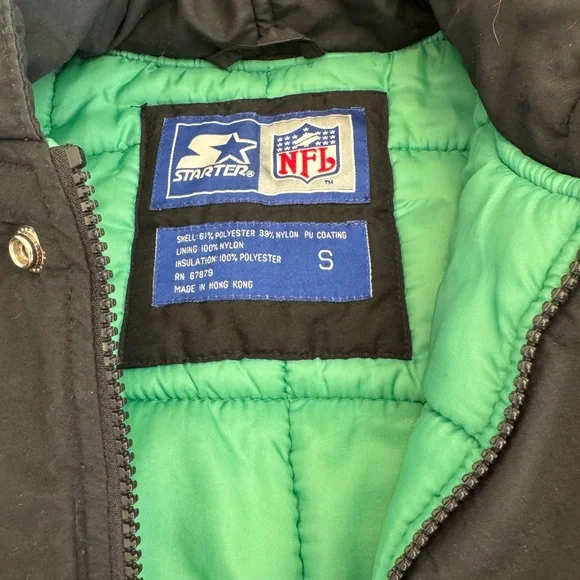 STARTER®
NFL
TM
SHELL: 61% POLYESTER 39% NYLON PU COATING
LINING: 100% NYLON
INSULATION: 100% POLYESTER
RN 67879
MADE IN HONG KONG
S